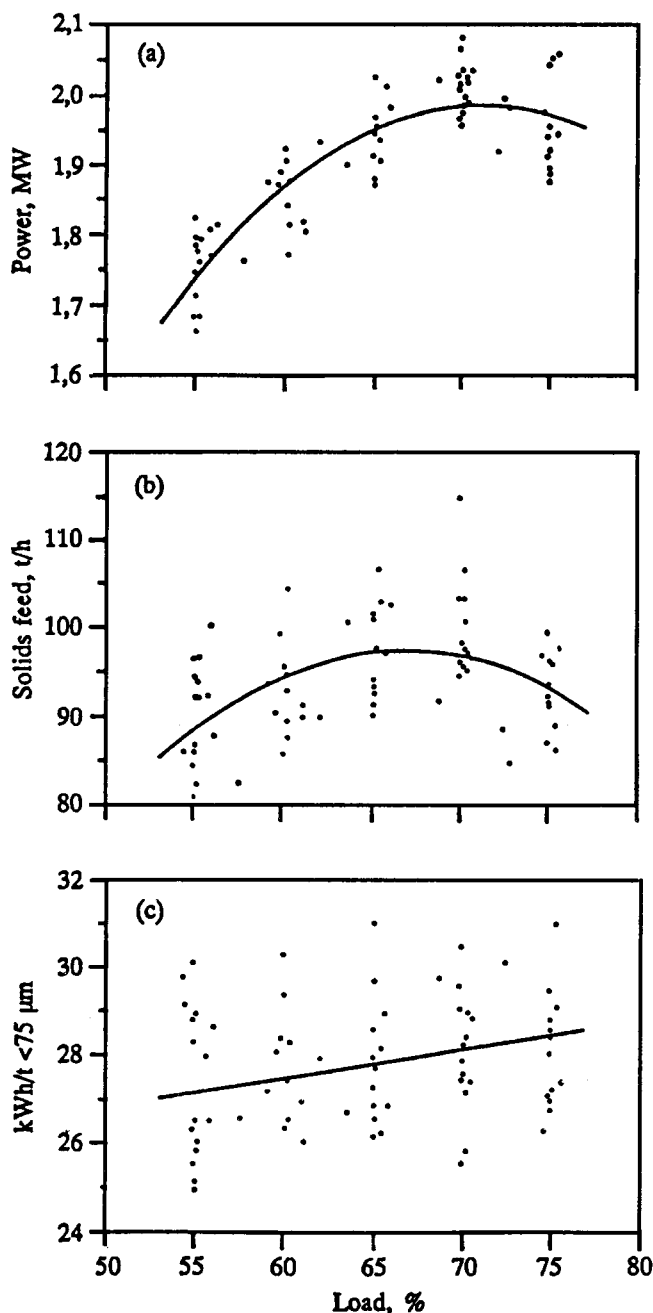 2,1
(a)
2,0
1,9
1,8
1,7
1,6
Power, MW
120
(b)
110
100
90
80
Solids feed, t/h
32
(c)
30
28
26
24
kWh/t <75 µm
50 55 60 65 70 75 80
Load, %